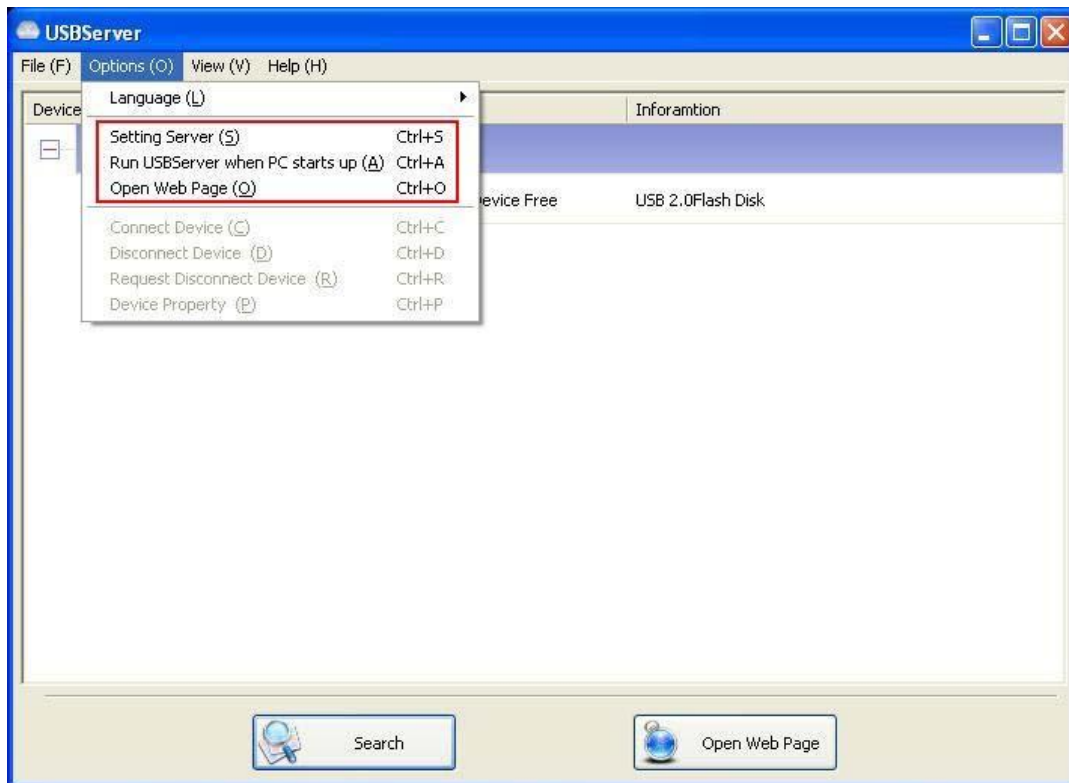 USBServer
File (F) Options (O) View (V) Help (H)
Device Inforamtion
Language (L)
Setting Server (S) Ctrl+S
Run USBServer when PC starts up (A) Ctrl+A
Open Web Page (O) Ctrl+O
Free USB 2.0Flash Disk
Connect Device (C) Ctrl+C
Disconnect Device (D) Ctrl+D
Request Disconnect Device (R) Ctrl+R
Device Property (P) Ctrl+P
Search Open Web Page